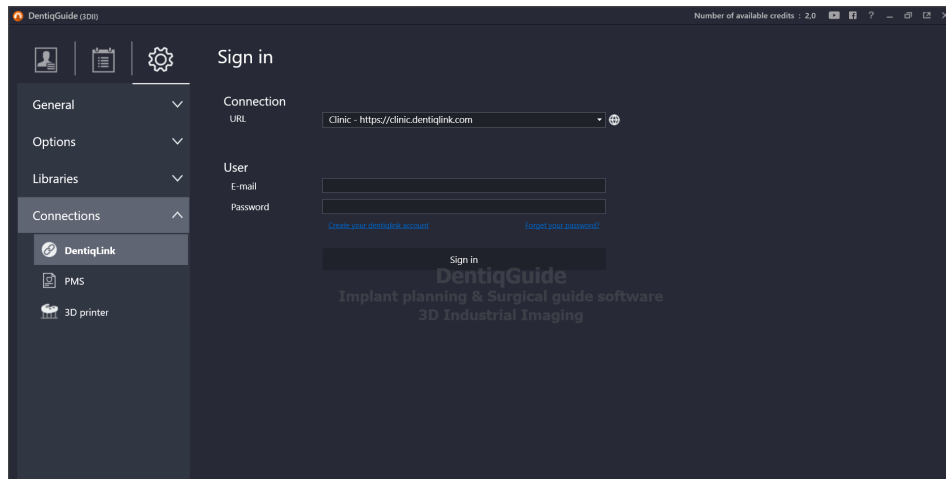 DentiqGuide (3DII)
Number of available credits : 2,0
?
Sign in
General
Options
Libraries
Connections
DentiqLink
PMS
3D printer
Connection
URL
Clinic - https://clinic.dentiqlink.com
User
E-mail
Password
Create your dentiqlink account
Forget your password?
Sign in
DentiqGuide
Implant planning & Surgical guide software
3D Industrial Imaging